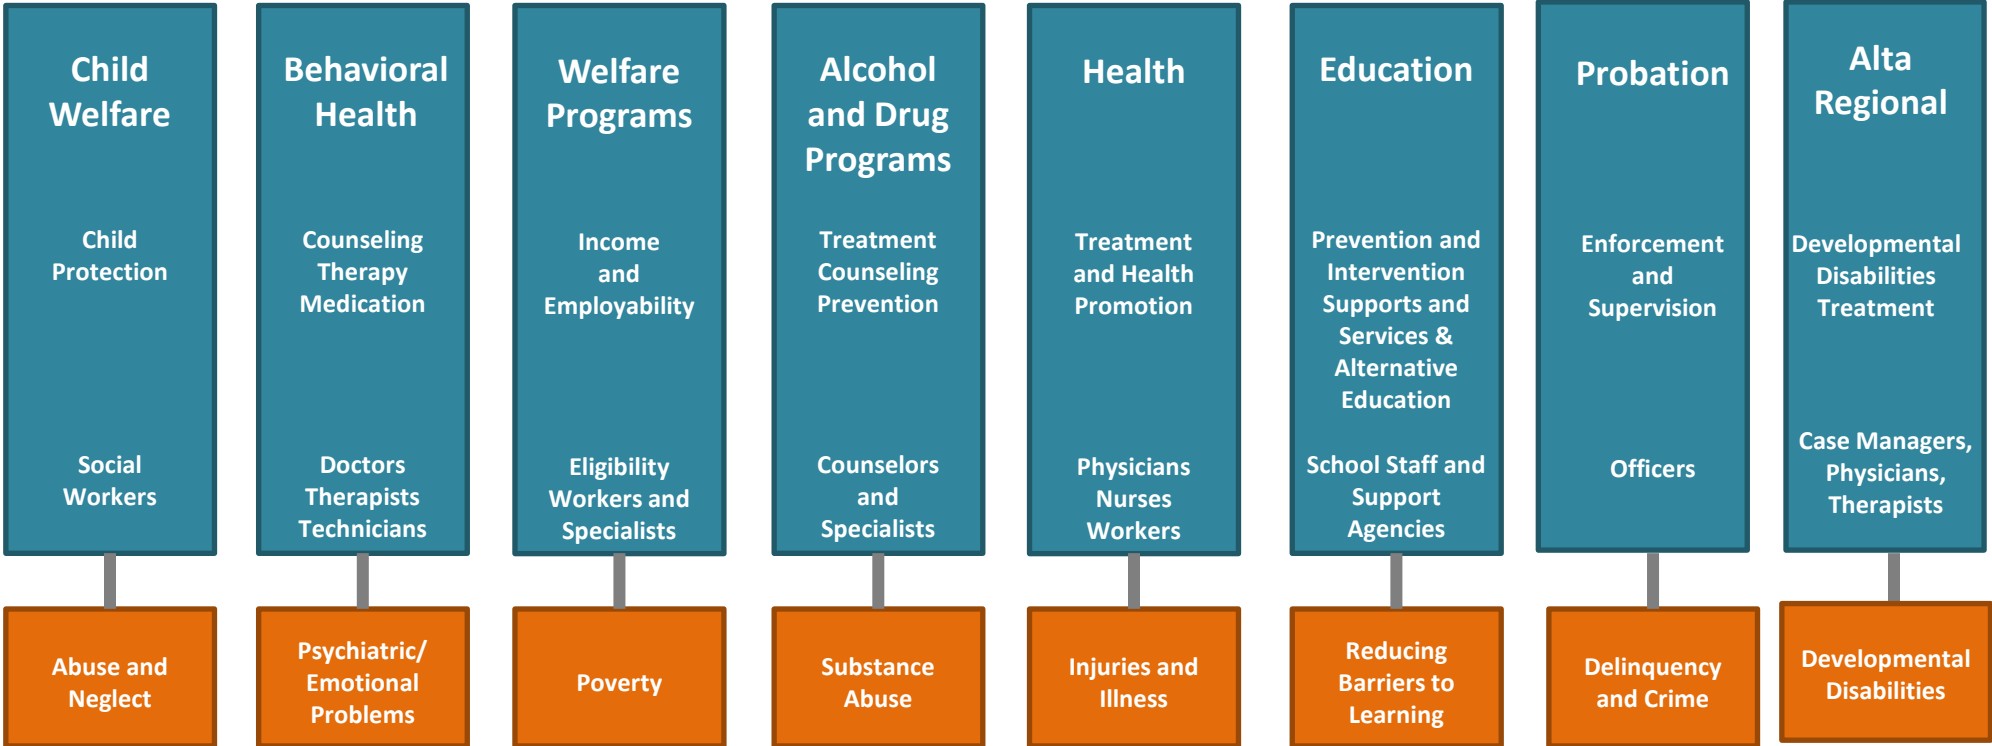 Child
Welfare
Child
Protection
Social
Workers
Abuse and
Neglect
Behavioral
Health
Counseling
Therapy
Medication
Doctors
Therapists
Technicians
Psychiatric/
Emotional
Problems
Welfare
Programs
Income
and
Employability
Eligibility
Workers and
Specialists
Poverty
Alcohol
and Drug
Programs
Treatment
Counseling
Prevention
Counselors
and
Specialists
Substance
Abuse
Health
Treatment
and Health
Promotion
Physicians
Nurses
Workers
Injuries and
Illness
Education
Prevention and
Intervention
Supports and
Services &
Alternative
Education
School Staff and
Support
Agencies
Reducing
Barriers to
Learning
Probation
Enforcement
and
Supervision
Officers
Delinquency
and Crime
Alta
Regional
Developmental
Disabilities
Treatment
Case Managers,
Physicians,
Therapists
Developmental
Disabilities